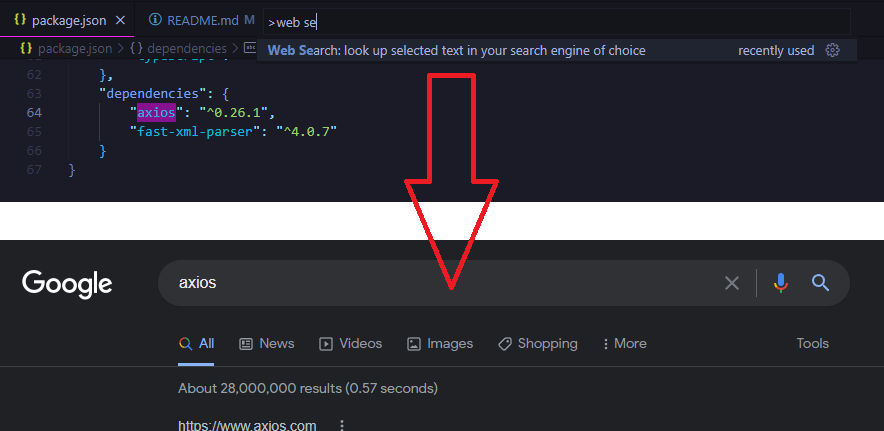 package.json
README.md M
>web se
package.json > dependencies >
Web Search: look up selected text in your search engine of choice
recently used
62 },
63 "dependencies": {
64 "axios": "^0.26.1",
65 "fast-xml-parser": "^4.0.7"
66 }
67 }
Google
axios
All
News
Videos
Images
Shopping
More
Tools
About 28,000,000 results (0.57 seconds)
https://www.axios.com